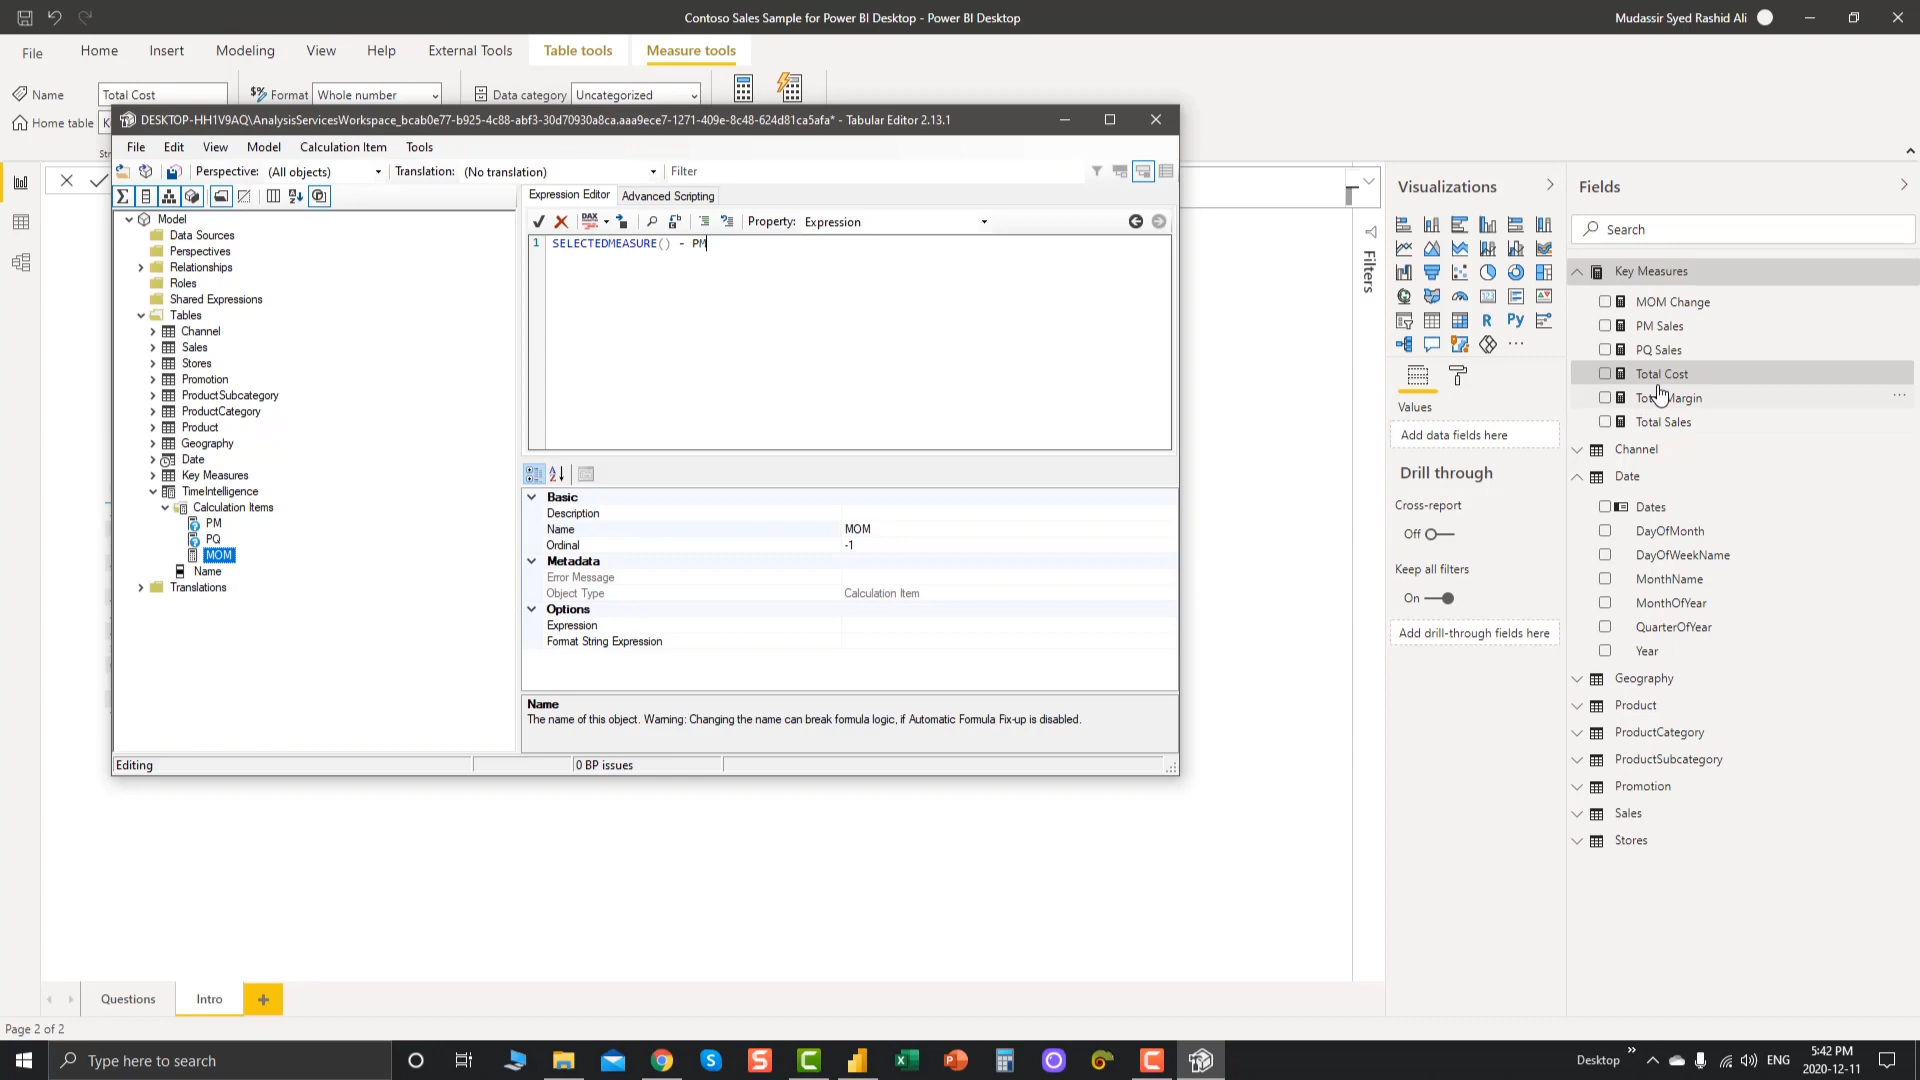 Contoso Sales Sample for Power BI Desktop - Power BI Desktop
Mudassir Syed Rashid Ali
File Home Insert Modeling View Help External Tools Table tools Measure tools
Name Total Cost $% Format Whole number Data category Uncategorized
Home table K
DESKTOP-HH1V9AQ\AnalysisServicesWorkspace_bcab0e77-b925-4c88-abf3-30d70930a8ca.aaa9ece7-1271-409e-8c48-624d81ca5afa* - Tabular Editor 2.13.1
File Edit View Model Calculation Item Tools
Perspective: (All objects) Translation: (No translation) Filter
Expression Editor Advanced Scripting
DAX Property: Expression
1 SELECTEDMEASURE() - PM
Model
Data Sources
Perspectives
Relationships
Roles
Shared Expressions
Tables
Channel
Sales
Stores
Promotion
ProductSubcategory
ProductCategory
Product
Geography
Date
Key Measures
TimeIntelligence
Calculation Items
PM
PQ
MOM
Name
Translations
Basic
Description
Name MOM
Ordinal -1
Metadata
Error Message
Object Type Calculation Item
Options
Expression
Format String Expression
Name
The name of this object. Warning: Changing the name can break formula logic, if Automatic Formula Fix-up is disabled.
Editing 0 BP issues
Filters
Visualizations
R Py
Values
Add data fields here
Drill through
Cross-report
Off
Keep all filters
On
Add drill-through fields here
Fields
Search
Key Measures
MOM Change
PM Sales
PQ Sales
Total Cost
Total Margin
Total Sales
Channel
Date
Dates
DayOfMonth
DayOfWeekName
MonthName
MonthOfYear
QuarterOfYear
Year
Geography
Product
ProductCategory
ProductSubcategory
Promotion
Sales
Stores
Questions Intro +
Page 2 of 2
Type here to search
Desktop ENG 5:42 PM
2020-12-11